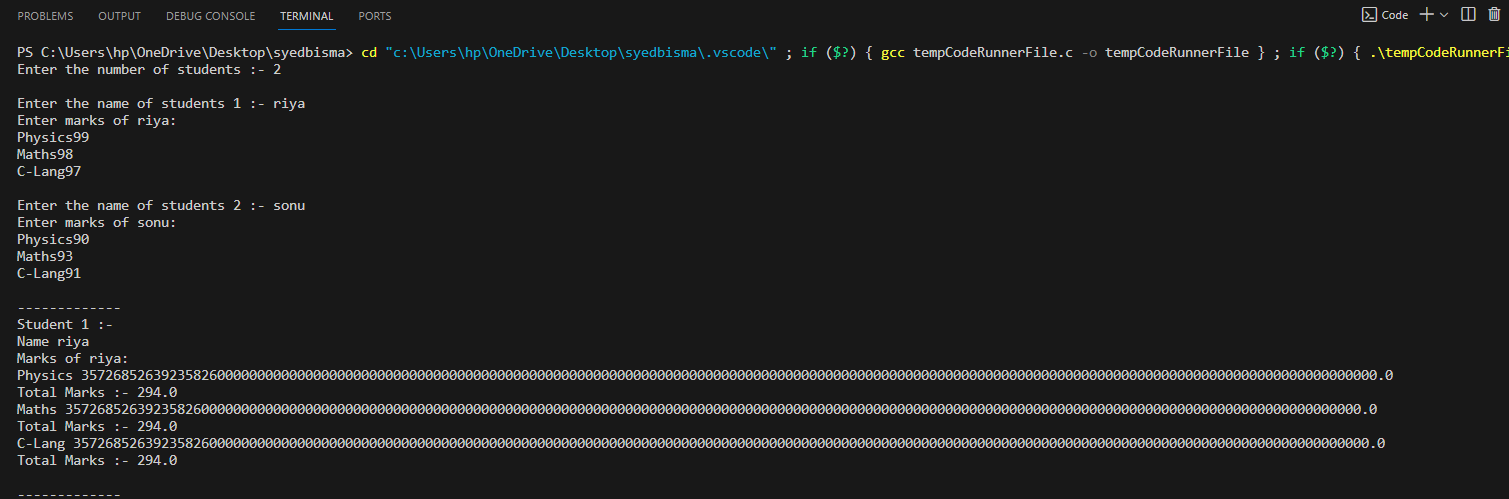 PROBLEMS OUTPUT DEBUG CONSOLE TERMINAL PORTS Code
PS C:\Users\hp\OneDrive\Desktop\syedbisma> cd "c:\Users\hp\OneDrive\Desktop\syedbisma\.vscode\" ; if ($?) { gcc tempCodeRunnerFile.c -o tempCodeRunnerFile } ; if ($?) { .\tempCodeRunnerFi
Enter the number of students :- 2
Enter the name of students 1 :- riya
Enter marks of riya:
Physics99
Maths98
C-Lang97
Enter the name of students 2 :- sonu
Enter marks of sonu:
Physics90
Maths93
C-Lang91
-------------
Student 1 :-
Name riya
Marks of riya:
Physics 357268526392358260000000000000000000000000000000000000000000000000000000000000000000000000000000000000000000000000000000000000000000000000000000000000000000000.0
Total Marks :- 294.0
Maths 357268526392358260000000000000000000000000000000000000000000000000000000000000000000000000000000000000000000000000000000000000000000000000000000000000000000000.0
Total Marks :- 294.0
C-Lang 357268526392358260000000000000000000000000000000000000000000000000000000000000000000000000000000000000000000000000000000000000000000000000000000000000000000000.0
Total Marks :- 294.0
-------------